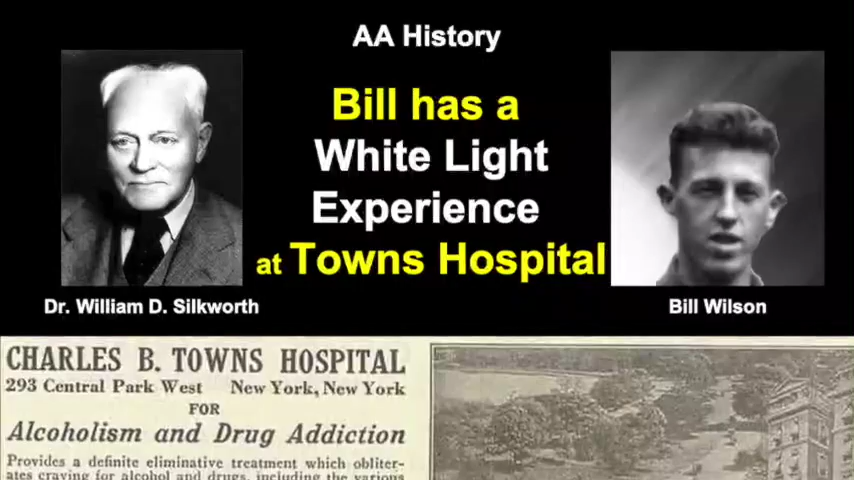 AA History
Bill has a
White Light
Experience
at Towns Hospital
Dr. William D. Silkworth
Bill Wilson
CHARLES B. TOWNS HOSPITAL
293 Central Park West New York, New York
FOR
Alcoholism and Drug Addiction
Provides a definite eliminative treatment which obliter-
ates craving for alcohol and drugs, including the various